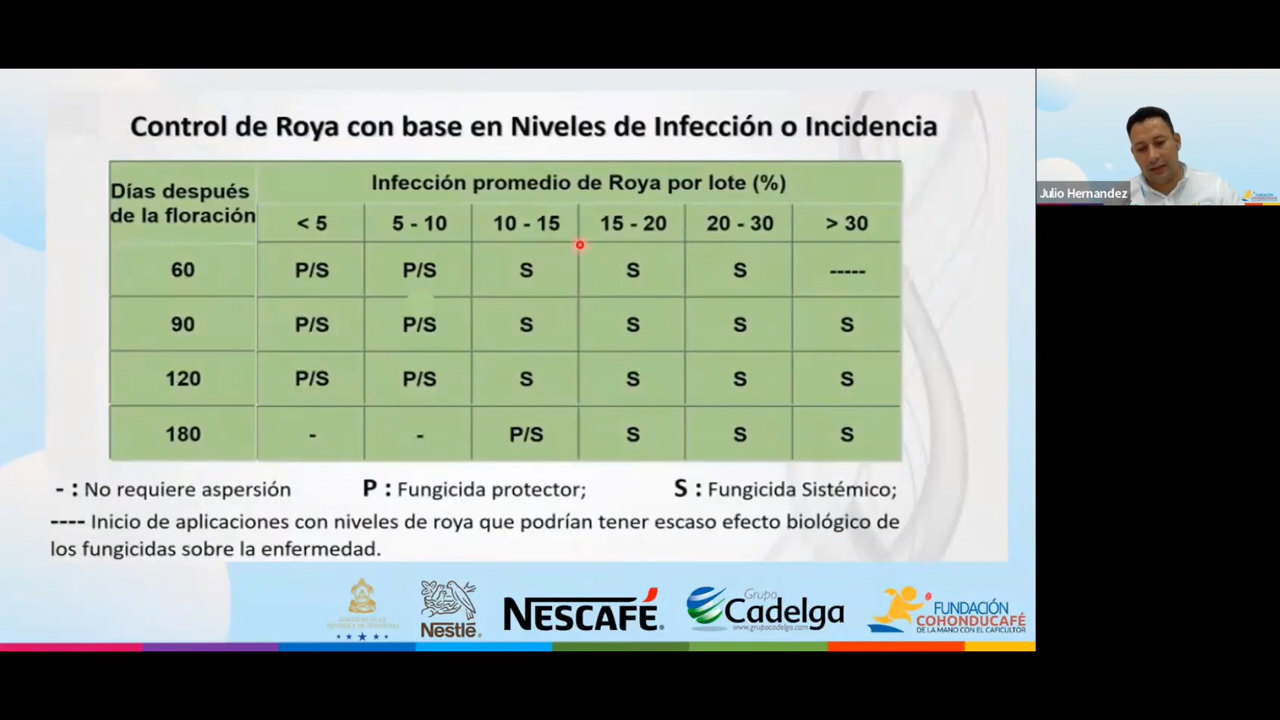 Control de Roya con base en Niveles de Infección o Incidencia
Días después de la floración
Infección promedio de Roya por lote (%)
< 5 5 - 10 10 - 15 15 - 20 20 - 30 > 30
60 P/S P/S S S S -----
90 P/S P/S S S S S
120 P/S P/S S S S S
180 - - P/S S S S
- : No requiere aspersión P : Fungicida protector; S : Fungicida Sistémico;
---- Inicio de aplicaciones con niveles de roya que podrían tener escaso efecto biológico de
los fungicidas sobre la enfermedad.
Nestlé
NESCAFÉ
Grupo
Cadelga
www.grupocadelga.com
FUNDACIÓN
COHONDUCAFÉ
DE LA MANO CON EL CAFICULTOR
Julio Hernandez